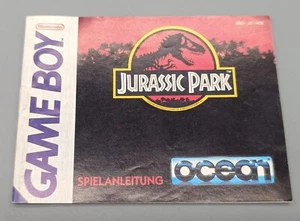 Nintendo
GAME BOY
JURASSIC PARK
SPIELANLEITUNG
ocean